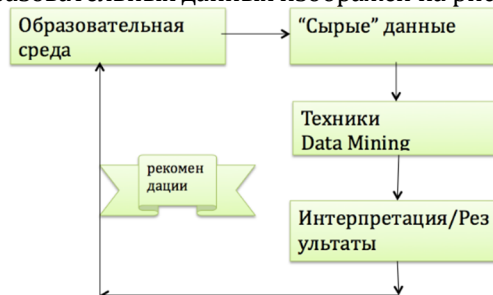 Образовательная
среда
“Сырые” данные
Техники
Data Mining
рекомен
дации
Интерпретация/Рез
ультаты